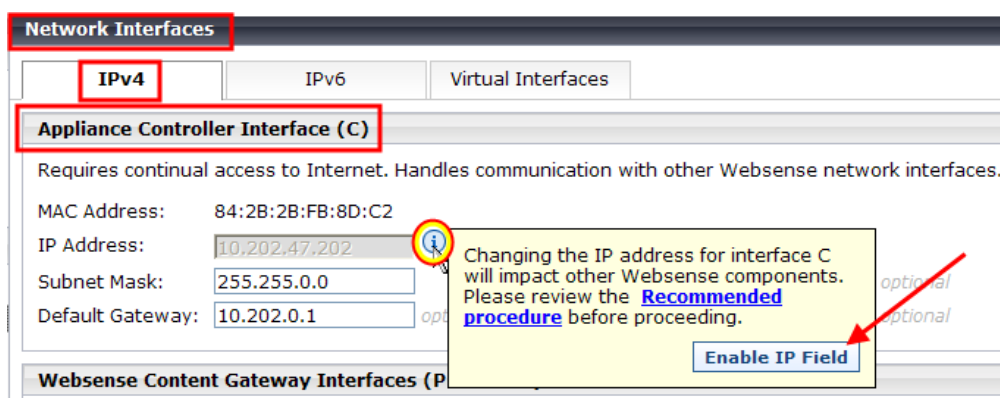 Network Interfaces
IPv4 IPv6 Virtual Interfaces
Appliance Controller Interface (C)
Requires continual access to Internet. Handles communication with other Websense network interfaces.
MAC Address: 84:2B:2B:FB:8D:C2
IP Address: 10.202.47.202
Subnet Mask: 255.255.0.0
optional
Default Gateway: 10.202.0.1
optional
Changing the IP address for interface C
will impact other Websense components.
Please review the Recommended
procedure before proceeding.
Enable IP Field
Websense Content Gateway Interfaces (P